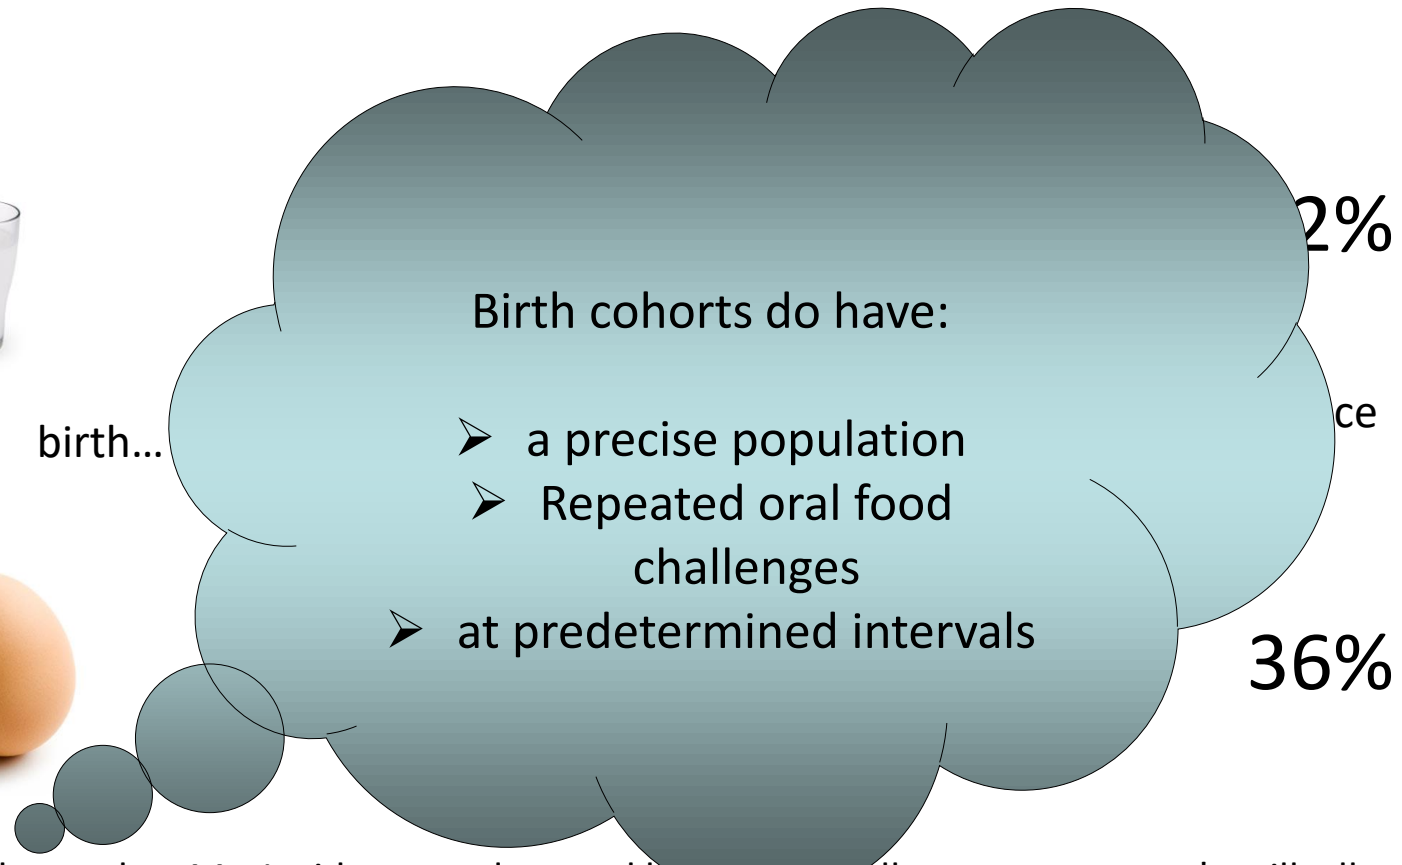 2%
Birth cohorts do have:
ce
birth...
➢ a precise population
➢ Repeated oral food
challenges
➢ at predetermined intervals
36%